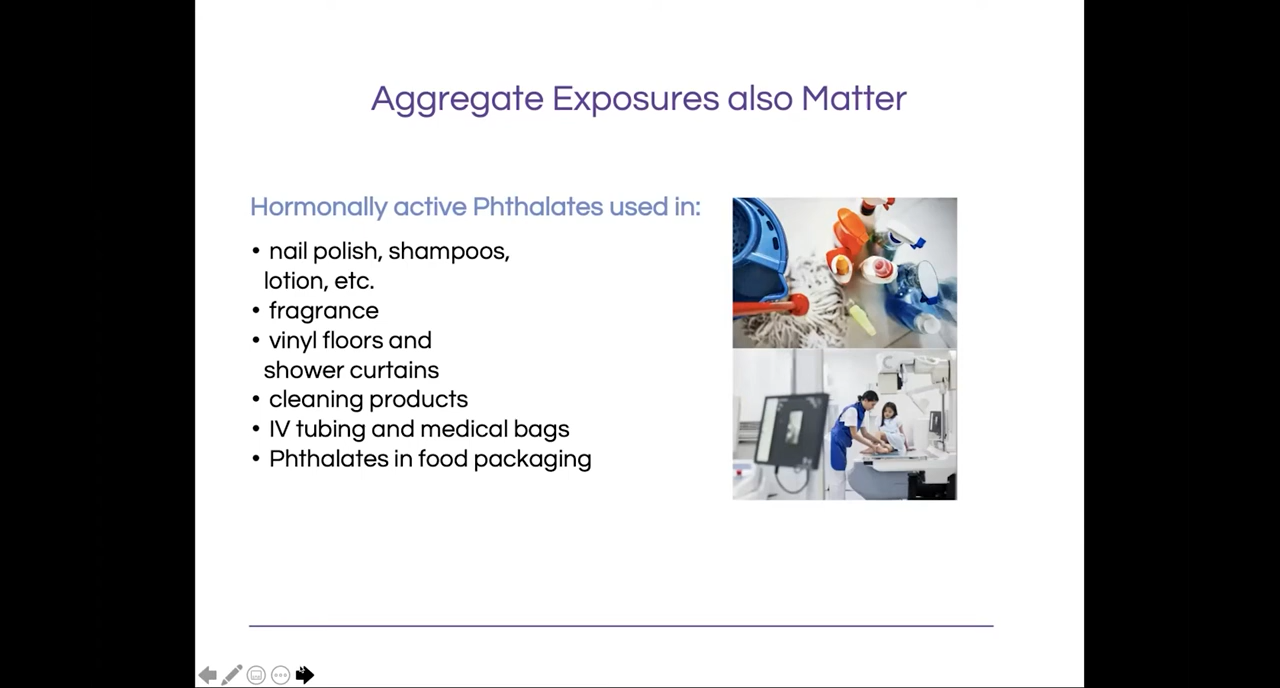 Aggregate Exposures also Matter
Hormonally active Phthalates used in:
• nail polish, shampoos,
lotion, etc.
• fragrance
• vinyl floors and
shower curtains
• cleaning products
• IV tubing and medical bags
• Phthalates in food packaging